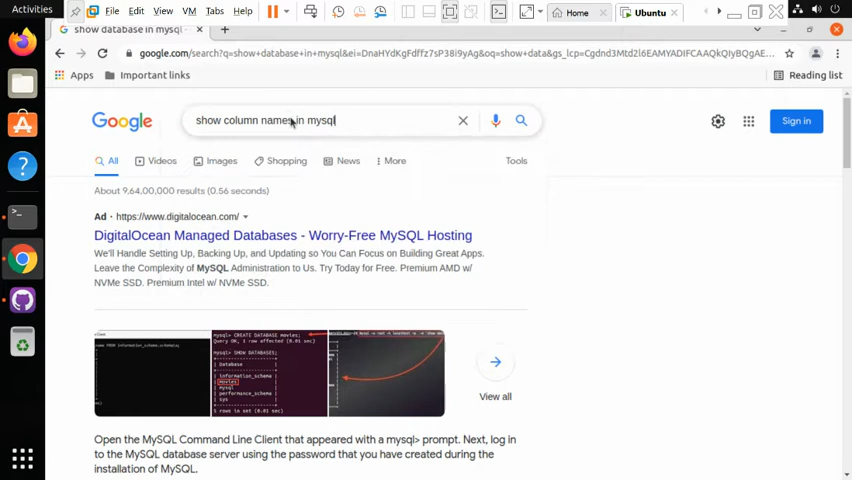 Activities
File Edit View VM Tabs Help
Home
Ubuntu
show database in mysql
google.com/search?q=show+database+in+mysql&ei=DnaHYdKgFdffz7sP38i9yAg&oq=show+data&gs_lcp=Cgdnd3Mtd2l6EAMYADIFCAAQkQIyBQgA...
Apps
Important links
Reading list
Google
show column names in mysql
Sign in
All
Videos
Images
Shopping
News
More
Tools
About 9,64,00,000 results (0.56 seconds)
Ad · https://www.digitalocean.com/
DigitalOcean Managed Databases - Worry-Free MySQL Hosting
We'll Handle Setting Up, Backing Up, and Updating so You Can Focus on Building Great Apps.
Leave the Complexity of MySQL Administration to Us. Try Today for Free. Premium AMD w/
NVMe SSD. Premium Intel w/ NVMe SSD.
Mysql> CREATE DATABASE movies;
Query OK, 1 row affected (0.01 sec)
Mysql> SHOW DATABASES;
Database
information_schema
movies
mysql
performance_schema
sys
5 rows in set (0.01 sec)
View all
Open the MySQL Command Line Client that appeared with a mysql> prompt. Next, log in
to the MySQL database server using the password that you have created during the
installation of MySQL.